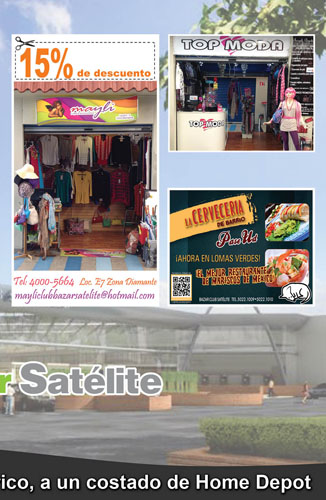 15% de descuento
mayli
Tel 4000-5664 Loc. E7 Zona Diamante
mayliclubbazarsatelite@hotmail.com
TOP MODA
TOP MODA
LA CERVECERIA
DE BARRIO
Pase Ud
¡AHORA EN LOMAS VERDES!
EL MEJOR RESTAURANTE
DE MARISCOS DE MEXICO
r Satélite
ico, a un costado de Home Depot